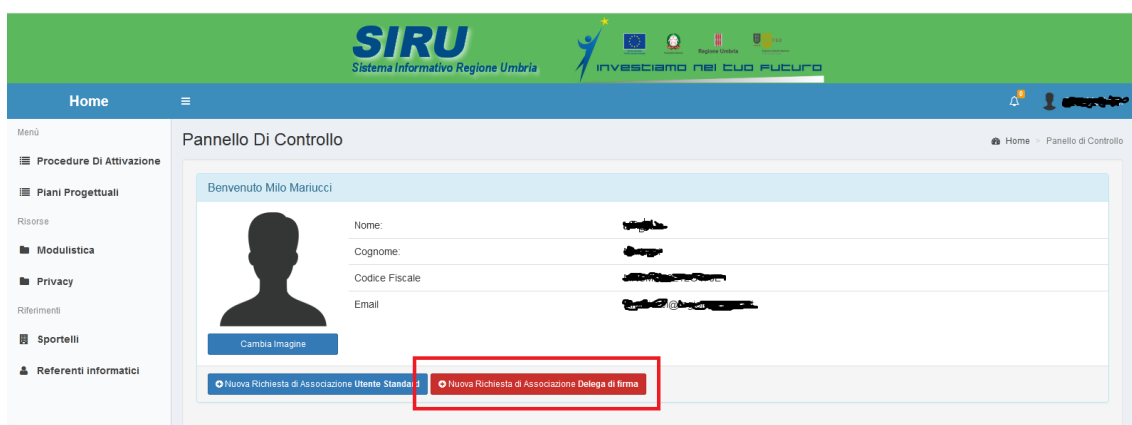 SIRU
Sistema Informativo Regione Umbria
Regione Umbria
investiamo nel tuo futuro
Home
0
Menù
Procedure Di Attivazione
Piani Progettuali
Risorse
Modulistica
Privacy
Riferimenti
Sportelli
Referenti informatici
Pannello Di Controllo
Home > Panello di Controllo
Benvenuto Milo Mariucci
Nome:
Cognome:
Codice Fiscale
Email
Cambia Imagine
Nuova Richiesta di Associazione Utente Standard
Nuova Richiesta di Associazione Delega di firma